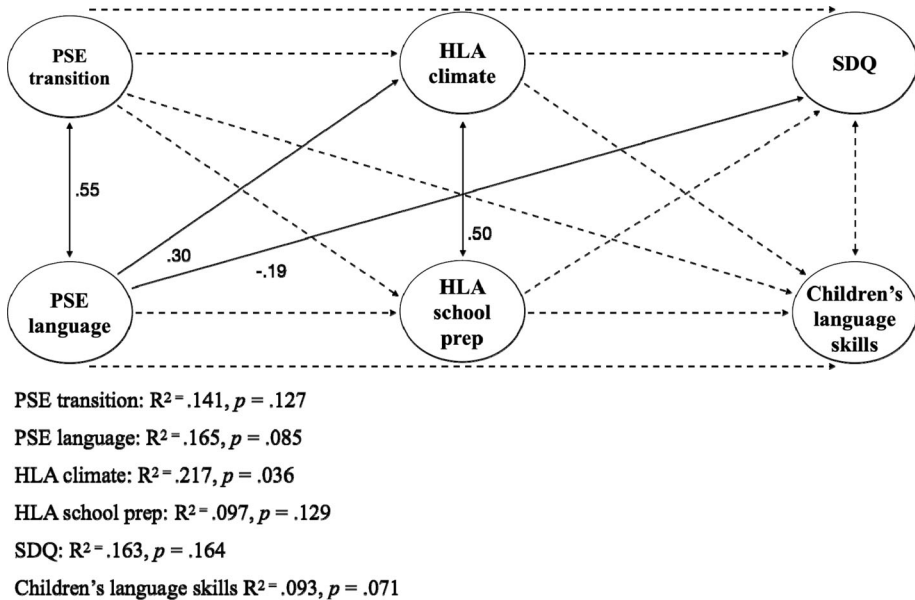 PSE
transition
HLA
climate
SDQ
.55
.30
-.19
.50
PSE
language
HLA
school
prep
Children’s
language
skills
PSE transition: R² = .141, p = .127
PSE language: R² = .165, p = .085
HLA climate: R² = .217, p = .036
HLA school prep: R² = .097, p = .129
SDQ: R² = .163, p = .164
Children’s language skills R² = .093, p = .071